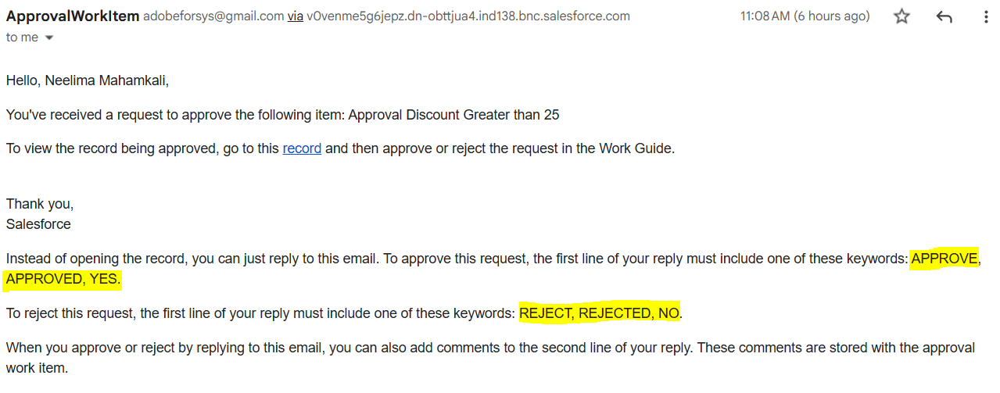 ApprovalWorkItem adobeforsys@gmail.com via v0venme5g6jepz.dn-obttjua4.ind138.bnc.salesforce.com 11:08 AM (6 hours ago)
to me
Hello, Neelima Mahamkali,
You've received a request to approve the following item: Approval Discount Greater than 25
To view the record being approved, go to this record and then approve or reject the request in the Work Guide.
Thank you,
Salesforce
Instead of opening the record, you can just reply to this email. To approve this request, the first line of your reply must include one of these keywords: APPROVE,
APPROVED, YES.
To reject this request, the first line of your reply must include one of these keywords: REJECT, REJECTED, NO.
When you approve or reject by replying to this email, you can also add comments to the second line of your reply. These comments are stored with the approval
work item.